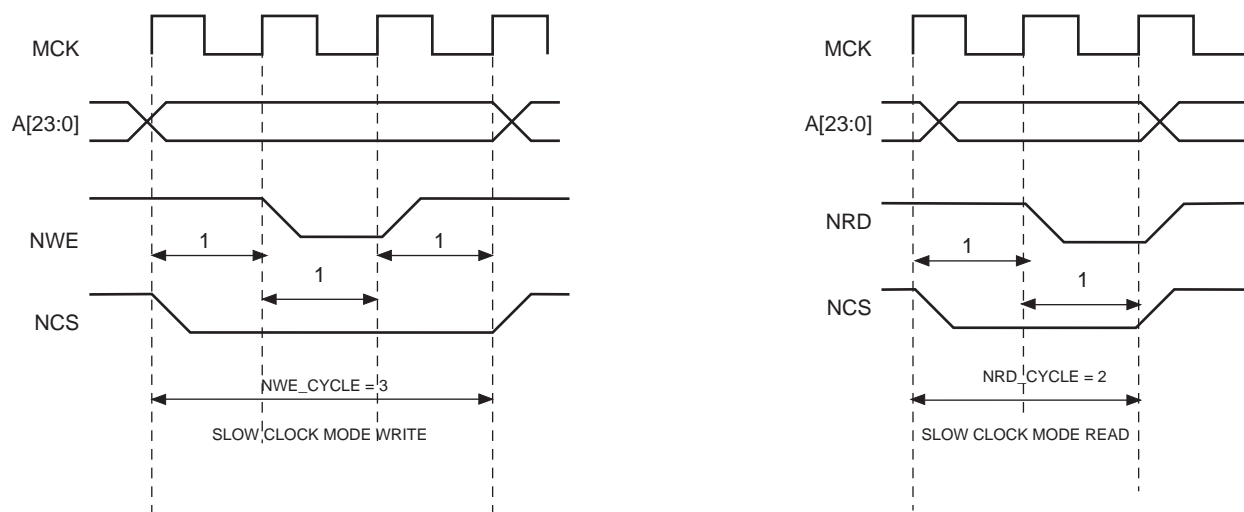 MCK
A[23:0]
NWE
1
1
1
NCS
NWE_CYCLE = 3
SLOW CLOCK MODE WRITE
MCK
A[23:0]
NRD
1
1
NCS
NRD_CYCLE = 2
SLOW CLOCK MODE READ